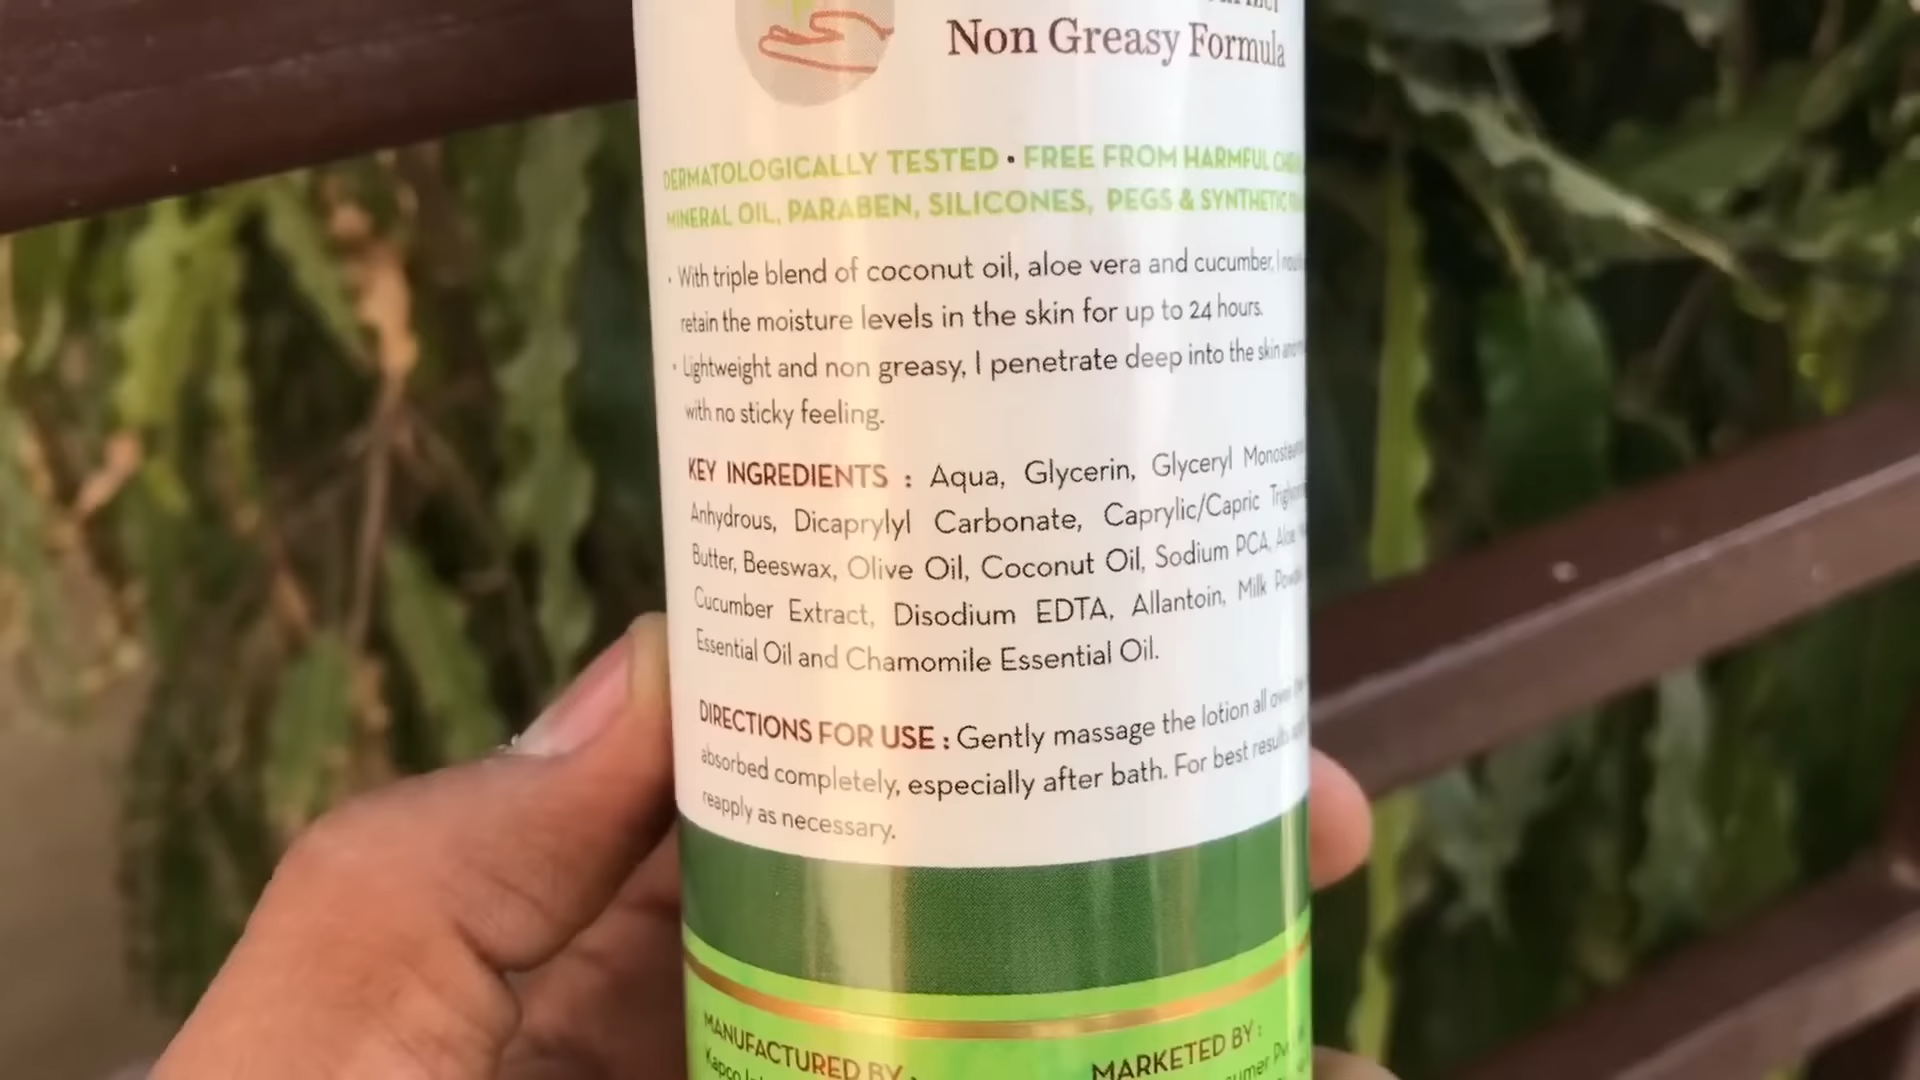 Non Greasy Formula
DERMATOLOGICALLY TESTED • FREE FROM HARMFUL
MINERAL OIL, PARABEN, SILICONES, PEGS & SYNTHETIC
• With triple blend of coconut oil, aloe vera and cucumber, I
retain the moisture levels in the skin for up to 24 hours.
• Lightweight and non greasy, I penetrate deep into the skin
with no sticky feeling.
KEY INGREDIENTS : Aqua, Glycerin, Glyceryl
Anhydrous, Dicaprylyl Carbonate, Caprylic/Capric
Butter, Beeswax, Olive Oil, Coconut Oil, Sodium PCA, Aloe
Cucumber Extract, Disodium EDTA, Allantoin, Milk
Essential Oil and Chamomile Essential Oil.
DIRECTIONS FOR USE : Gently massage the lotion all over
absorbed completely, especially after bath. For best results
reapply as necessary.
MANUFACTURED BY :
MARKETED BY :
Kapco